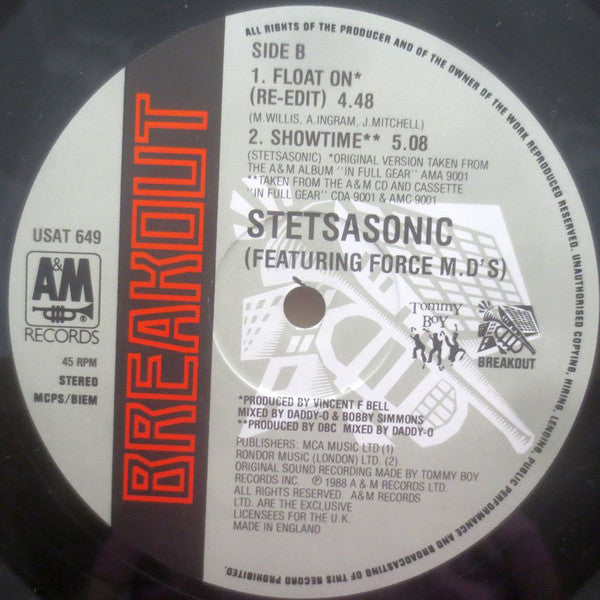 ALL RIGHTS OF THE PRODUCER AND OF THE OWNER OF THE WORK REPRODUCED RESERVED. UNAUTHORISED COPYING, HIRING, LENDING, PUBLIC PERFORMANCE AND BROADCASTING OF THIS RECORD PROHIBITED.
SIDE B
1. FLOAT ON*
(RE-EDIT) 4.48
(M.WILLIS, A.INGRAM, J.MITCHELL)
2. SHOWTIME** 5.08
(STETSASONIC) *ORIGINAL VERSION TAKEN FROM
THE A&M ALBUM "IN FULL GEAR" AMA 9001
**TAKEN FROM THE A&M CD AND CASSETTE
"IN FULL GEAR" CDA 9001 & AMC 9001
STETSASONIC
(FEATURING FORCE M.D'S)
USAT 649
A&M
RECORDS
45 RPM
STEREO
MCPS/BIEM
BREAKOUT
Tommy
BOY
BREAKOUT
*PRODUCED BY VINCENT F BELL
MIXED BY DADDY-O & BOBBY SIMMONS
**PRODUCED BY DBC MIXED BY DADDY-O
PUBLISHERS: MCA MUSIC LTD (1)
RONDOR MUSIC (LONDON) LTD. (2)
ORIGINAL SOUND RECORDING MADE BY TOMMY BOY
RECORDS INC. ℗ 1988 A & M RECORDS LTD.
ALL RIGHTS RESERVED. A&M RECORDS
LTD. ARE THE EXCLUSIVE
LICENSEES FOR THE U.K.
MADE IN ENGLAND